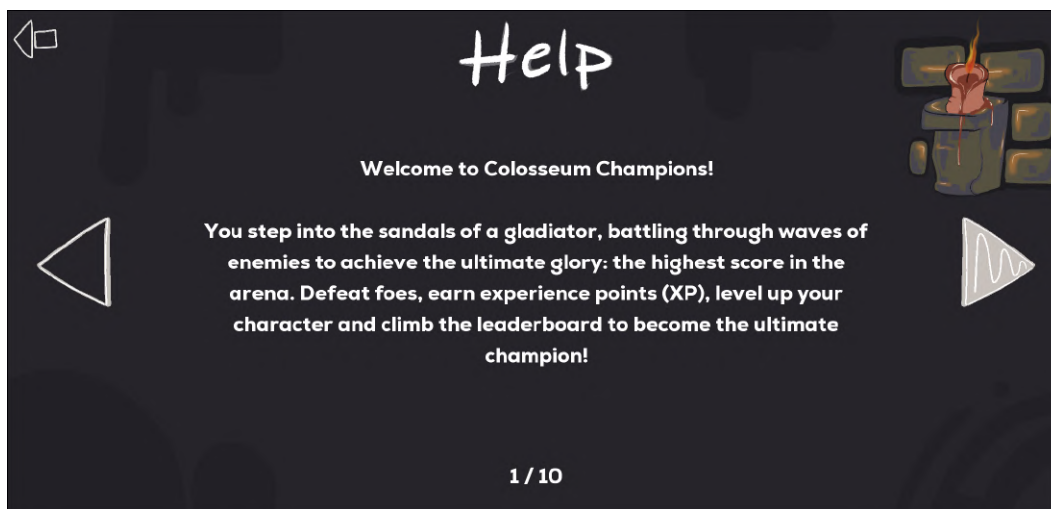 Help
Welcome to Colosseum Champions!
You step into the sandals of a gladiator, battling through waves of
enemies to achieve the ultimate glory: the highest score in the
arena. Defeat foes, earn experience points (XP), level up your
character and climb the leaderboard to become the ultimate
champion!
1 / 10